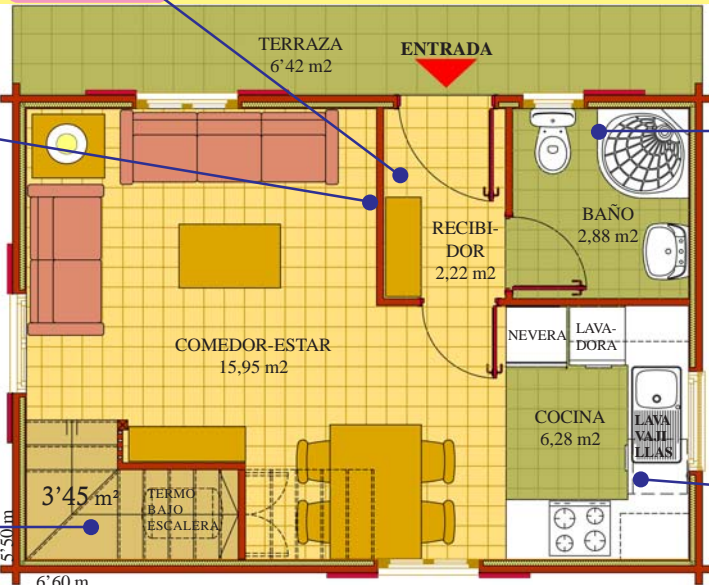 TERRAZA
6'42 m2
ENTRADA
BAÑO
2,88 m2
RECIBI-
DOR
2,22 m2
COMEDOR-ESTAR
15,95 m2
NEVERA
LAVA-
DORA
COCINA
6,28 m2
LAVA
VAJI
LLAS
3'45 m²
TERMO
BAJO
ESCALERA
5'50 m
6'60 m